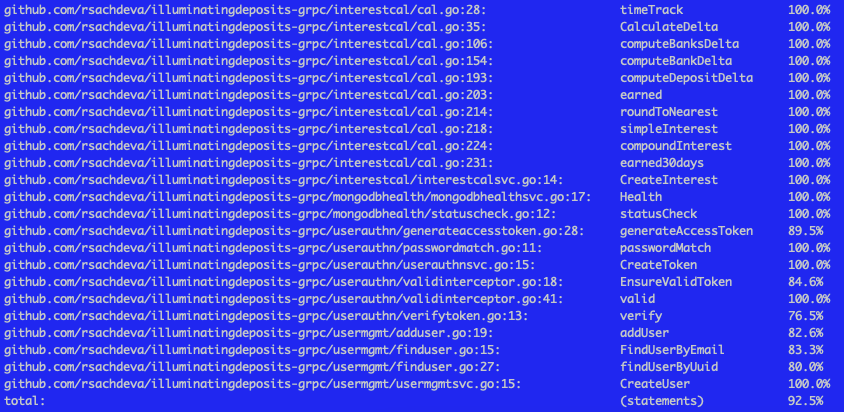 github.com/rsachdeva/illuminatingdeposits-grpc/interestcal/cal.go:28: timeTrack 100.0%
github.com/rsachdeva/illuminatingdeposits-grpc/interestcal/cal.go:35: CalculateDelta 100.0%
github.com/rsachdeva/illuminatingdeposits-grpc/interestcal/cal.go:106: computeBanksDelta 100.0%
github.com/rsachdeva/illuminatingdeposits-grpc/interestcal/cal.go:154: computeBankDelta 100.0%
github.com/rsachdeva/illuminatingdeposits-grpc/interestcal/cal.go:193: computeDepositDelta 100.0%
github.com/rsachdeva/illuminatingdeposits-grpc/interestcal/cal.go:203: earned 100.0%
github.com/rsachdeva/illuminatingdeposits-grpc/interestcal/cal.go:214: roundToNearest 100.0%
github.com/rsachdeva/illuminatingdeposits-grpc/interestcal/cal.go:218: simpleInterest 100.0%
github.com/rsachdeva/illuminatingdeposits-grpc/interestcal/cal.go:224: compoundInterest 100.0%
github.com/rsachdeva/illuminatingdeposits-grpc/interestcal/cal.go:231: earned30days 100.0%
github.com/rsachdeva/illuminatingdeposits-grpc/interestcal/interestcalsvc.go:14: CreateInterest 100.0%
github.com/rsachdeva/illuminatingdeposits-grpc/mongodbhealth/mongodbhealthsvc.go:17: Health 100.0%
github.com/rsachdeva/illuminatingdeposits-grpc/mongodbhealth/statuscheck.go:12: statusCheck 100.0%
github.com/rsachdeva/illuminatingdeposits-grpc/userauthn/generateaccesstoken.go:28: generateAccessToken 89.5%
github.com/rsachdeva/illuminatingdeposits-grpc/userauthn/passwordmatch.go:11: passwordMatch 100.0%
github.com/rsachdeva/illuminatingdeposits-grpc/userauthn/userauthnsvc.go:15: CreateToken 100.0%
github.com/rsachdeva/illuminatingdeposits-grpc/userauthn/validinterceptor.go:18: EnsureValidToken 84.6%
github.com/rsachdeva/illuminatingdeposits-grpc/userauthn/validinterceptor.go:41: valid 100.0%
github.com/rsachdeva/illuminatingdeposits-grpc/userauthn/verifytoken.go:13: verify 76.5%
github.com/rsachdeva/illuminatingdeposits-grpc/usermgmt/adduser.go:19: addUser 82.6%
github.com/rsachdeva/illuminatingdeposits-grpc/usermgmt/finduser.go:15: FindUserByEmail 83.3%
github.com/rsachdeva/illuminatingdeposits-grpc/usermgmt/finduser.go:27: findUserByUuid 80.0%
github.com/rsachdeva/illuminatingdeposits-grpc/usermgmt/usermgmtsvc.go:15: CreateUser 100.0%
total: (statements) 92.5%